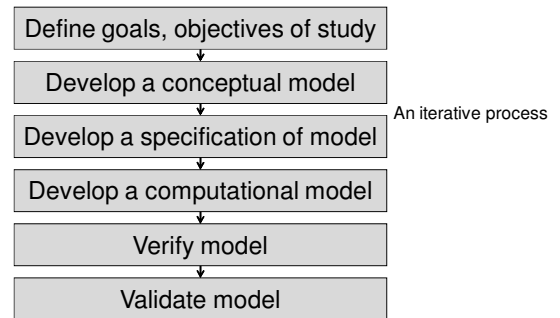 Define goals, objectives of study
Develop a conceptual model
An iterative process
Develop a specification of model
Develop a computational model
Verify model
Validate model